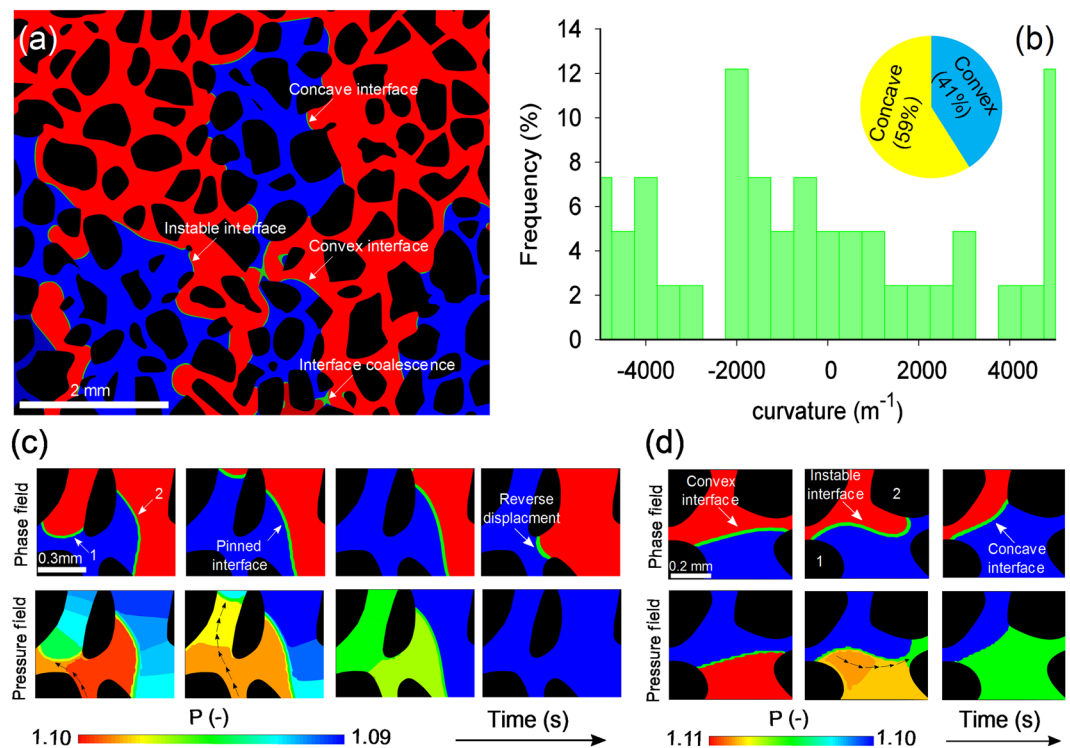 (a)
Concave interface
Instable interface
Convex interface
Interface coalescence
2 mm
(b)
14
12
10
8
6
4
2
0
Frequency (%)
-4000 -2000 0 2000 4000
curvature (m⁻¹)
Concave
(59%)
Convex
(41%)
(c)
Phase field
2
1
0.3mm
Pinned
interface
Reverse
displacment
Pressure field
P (-)
1.10 1.09
Time (s)
(d)
Phase field
Convex
interface
0.2 mm
Instable
interface
2
1
Concave
interface
Pressure field
P (-)
1.11 1.10
Time (s)